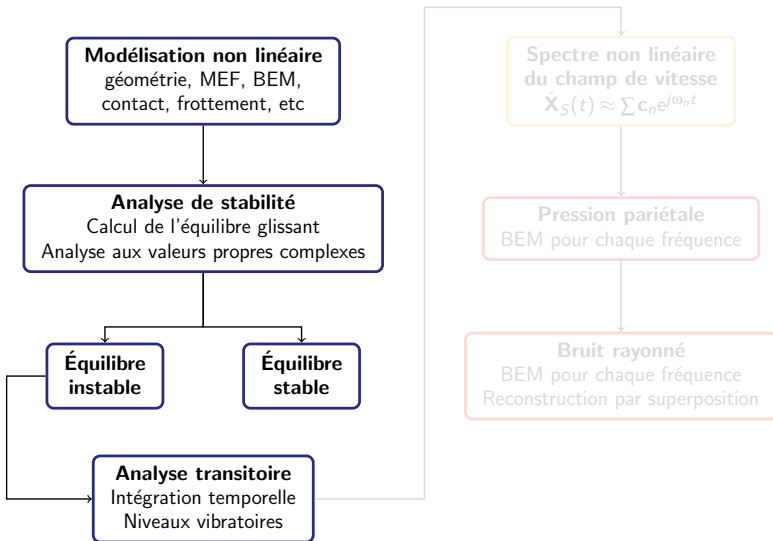 Modélisation non linéaire
géométrie, MEF, BEM,
contact, frottement, etc
Analyse de stabilité
Calcul de l'équilibre glissant
Analyse aux valeurs propres complexes
Équilibre
instable
Équilibre
stable
Analyse transitoire
Intégration temporelle
Niveaux vibratoires
Spectre non linéaire
du champ de vitesse
Ẋ_S(t) ≈ ∑ c_n e^{jω_n t}
Pression pariétale
BEM pour chaque fréquence
Bruit rayonné
BEM pour chaque fréquence
Reconstruction par superposition